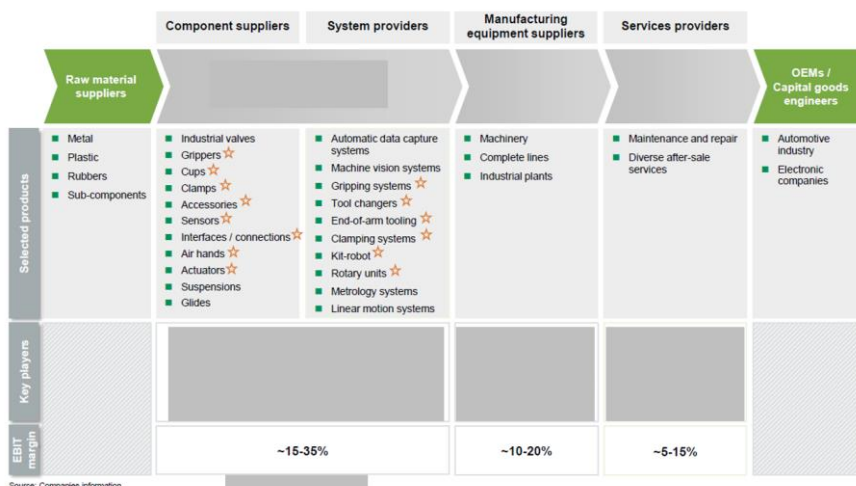 Component suppliers
System providers
Manufacturing
equipment suppliers
Services providers
Raw material
suppliers
OEMs /
Capital goods
engineers
Selected products
Metal
Plastic
Rubbers
Sub-components
Industrial valves
Grippers
Cups
Clamps
Accessories
Sensors
Interfaces / connections
Air hands
Actuators
Suspensions
Glides
Automatic data capture
systems
Machine vision systems
Gripping systems
Tool changers
End-of-arm tooling
Clamping systems
Kit-robot
Rotary units
Metrology systems
Linear motion systems
Machinery
Complete lines
Industrial plants
Maintenance and repair
Diverse after-sale
services
Automotive
industry
Electronic
companies
Key players
EBIT
margin
~15-35%
~10-20%
~5-15%
Source: Companies information